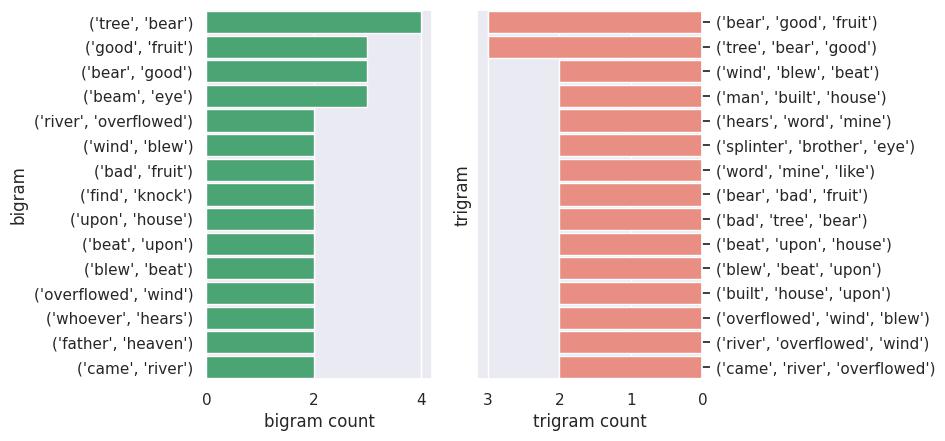 ('tree', 'bear')
('good', 'fruit')
('bear', 'good')
('beam', 'eye')
('river', 'overflowed')
('wind', 'blew')
('bad', 'fruit')
('find', 'knock')
('upon', 'house')
('beat', 'upon')
('blew', 'beat')
('overflowed', 'wind')
('whoever', 'hears')
('father', 'heaven')
('came', 'river')
bigram
0 2 4
bigram count
('bear', 'good', 'fruit')
('tree', 'bear', 'good')
('wind', 'blew', 'beat')
('man', 'built', 'house')
('hears', 'word', 'mine')
('splinter', 'brother', 'eye')
('word', 'mine', 'like')
('bear', 'bad', 'fruit')
('bad', 'tree', 'bear')
('beat', 'upon', 'house')
('blew', 'beat', 'upon')
('built', 'house', 'upon')
('overflowed', 'wind', 'blew')
('river', 'overflowed', 'wind')
('came', 'river', 'overflowed')
trigram
3 2 1 0
trigram count